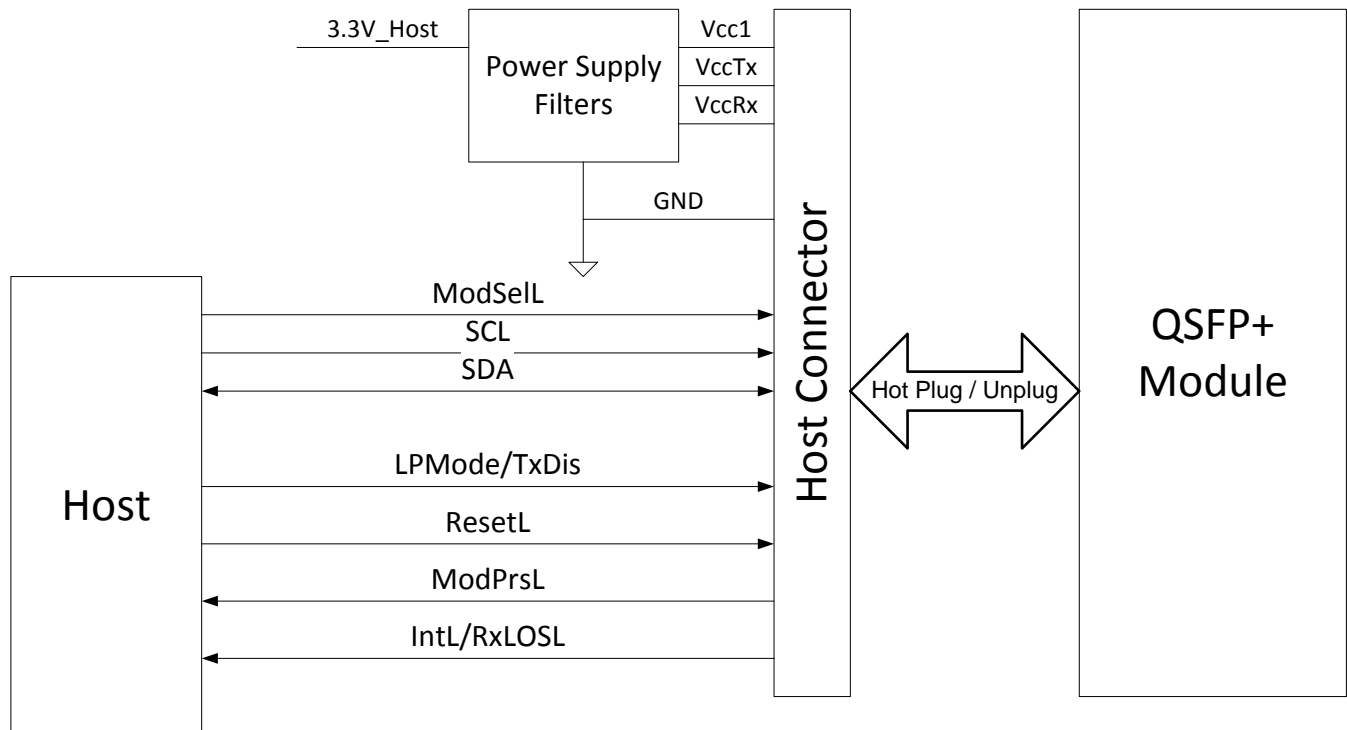 3.3V_Host
Power Supply
Filters
Vcc1
VccTx
VccRx
GND
Host Connector
ModSelL
SCL
SDA
LPMode/TxDis
ResetL
ModPrsL
IntL/RxLOSL
Host
Hot Plug / Unplug
QSFP+
Module